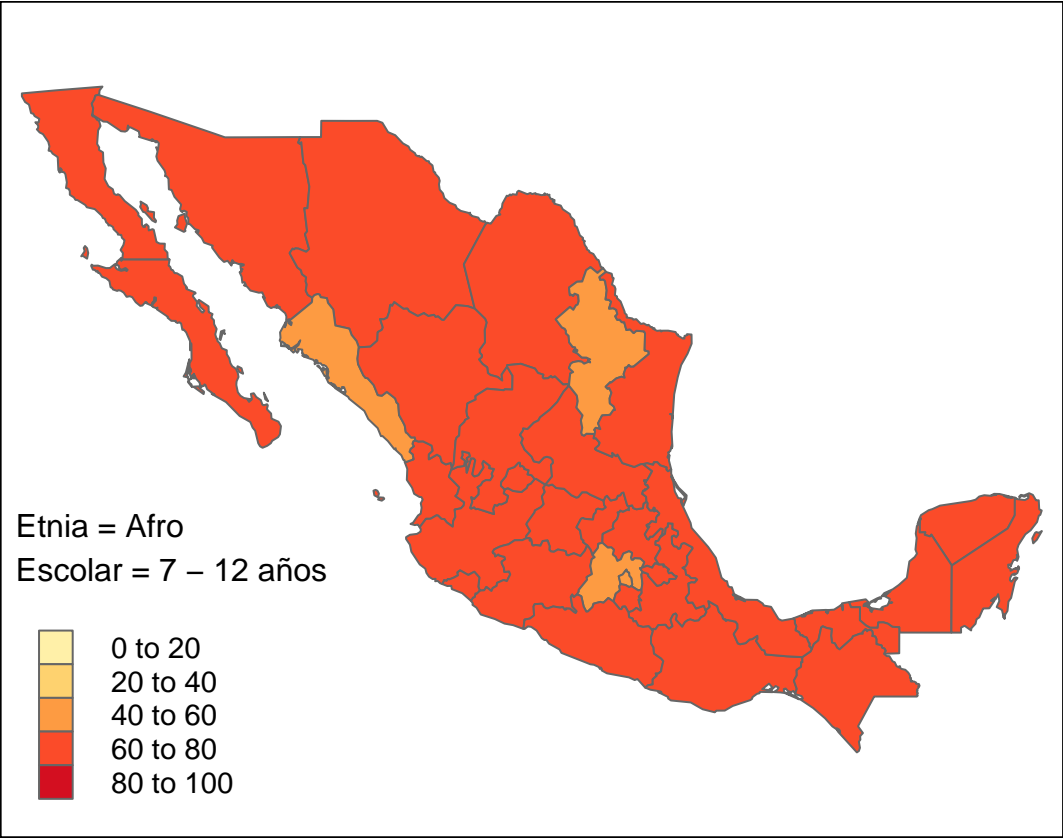 Etnia = Afro
Escolar = 7 – 12 años
0 to 20
20 to 40
40 to 60
60 to 80
80 to 100